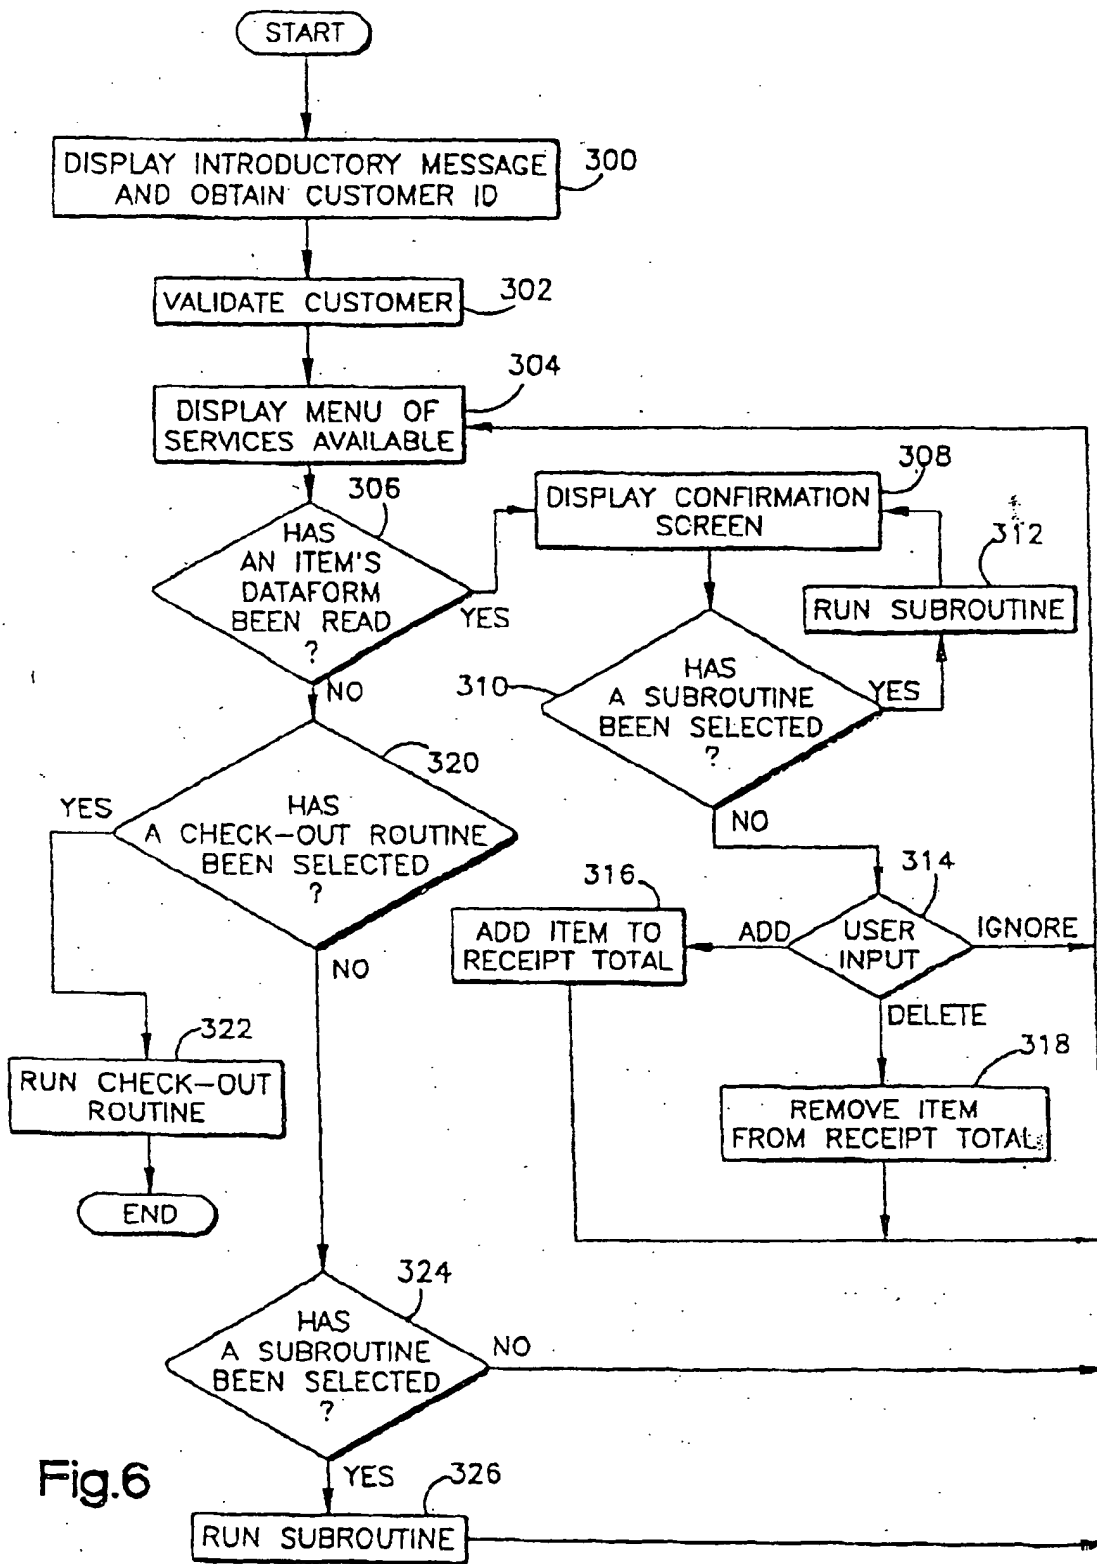 START
DISPLAY INTRODUCTORY MESSAGE
AND OBTAIN CUSTOMER ID
300
VALIDATE CUSTOMER
302
304
DISPLAY MENU OF
SERVICES AVAILABLE
306
HAS
AN ITEM'S
DATAFORM
BEEN READ
?
YES
NO
308
DISPLAY CONFIRMATION
SCREEN
312
RUN SUBROUTINE
310
HAS
A SUBROUTINE
BEEN SELECTED
?
YES
NO
320
YES
HAS
A CHECK-OUT ROUTINE
BEEN SELECTED
?
NO
314
USER
INPUT
ADD
IGNORE
DELETE
316
ADD ITEM TO
RECEIPT TOTAL
318
REMOVE ITEM
FROM RECEIPT TOTAL
322
RUN CHECK-OUT
ROUTINE
END
324
HAS
A SUBROUTINE
BEEN SELECTED
?
NO
YES
326
RUN SUBROUTINE
Fig.6